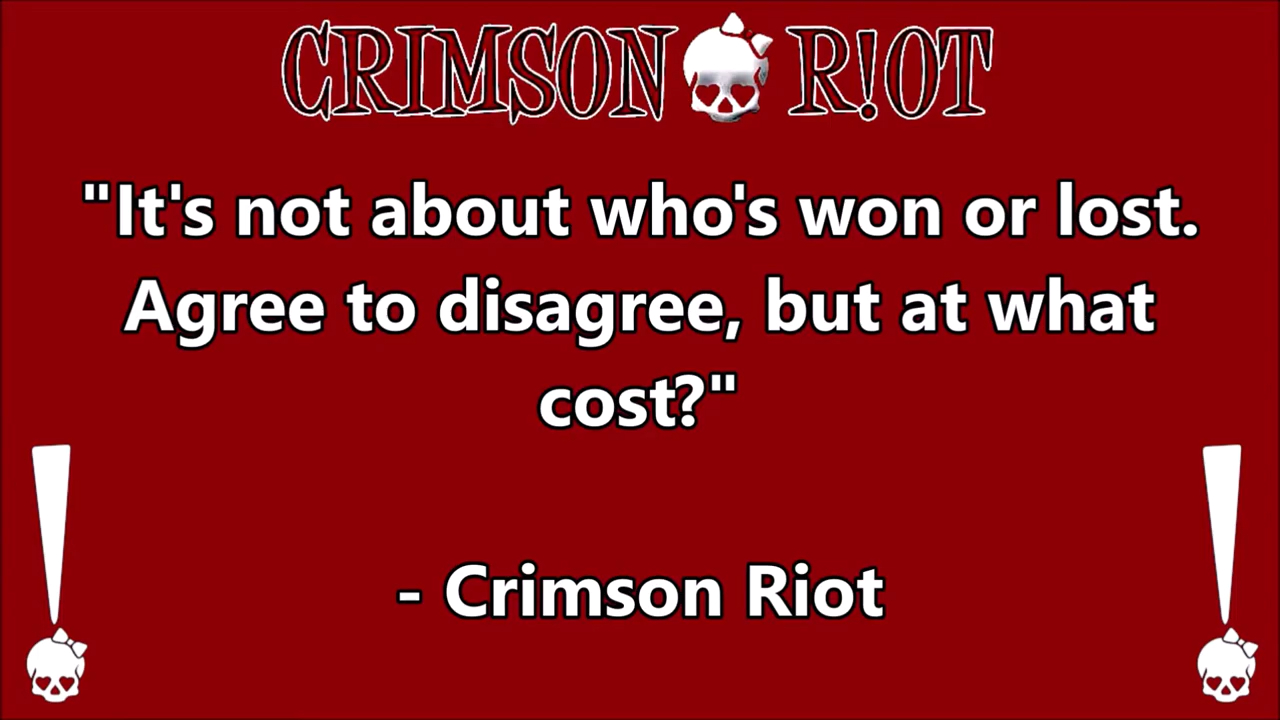 CRIMSON R!OT
"It's not about who's won or lost.
Agree to disagree, but at what
cost?"
- Crimson Riot